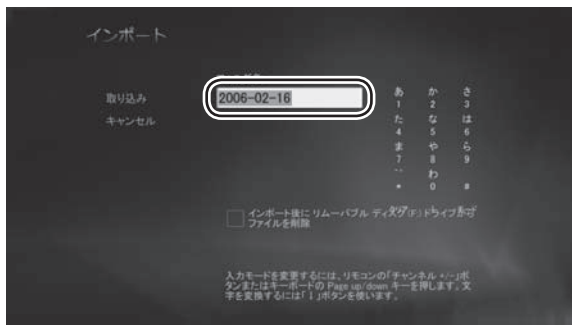 インポート
取り込み
キャンセル
2006-02-16
あ か さ
1 2 3
た な は
4 5 6
ま や ら
7 8 9
わ
* 0 #
インポート後に リムーバブル ディスク (F:) ドライブ
ファイルを削除
入力モードを変更するには、リモコンの「チャンネル +/-」ボ
タンまたはキーボードの Page up/down キーを押します。文
字を変換するには「↓」ボタンを使います。